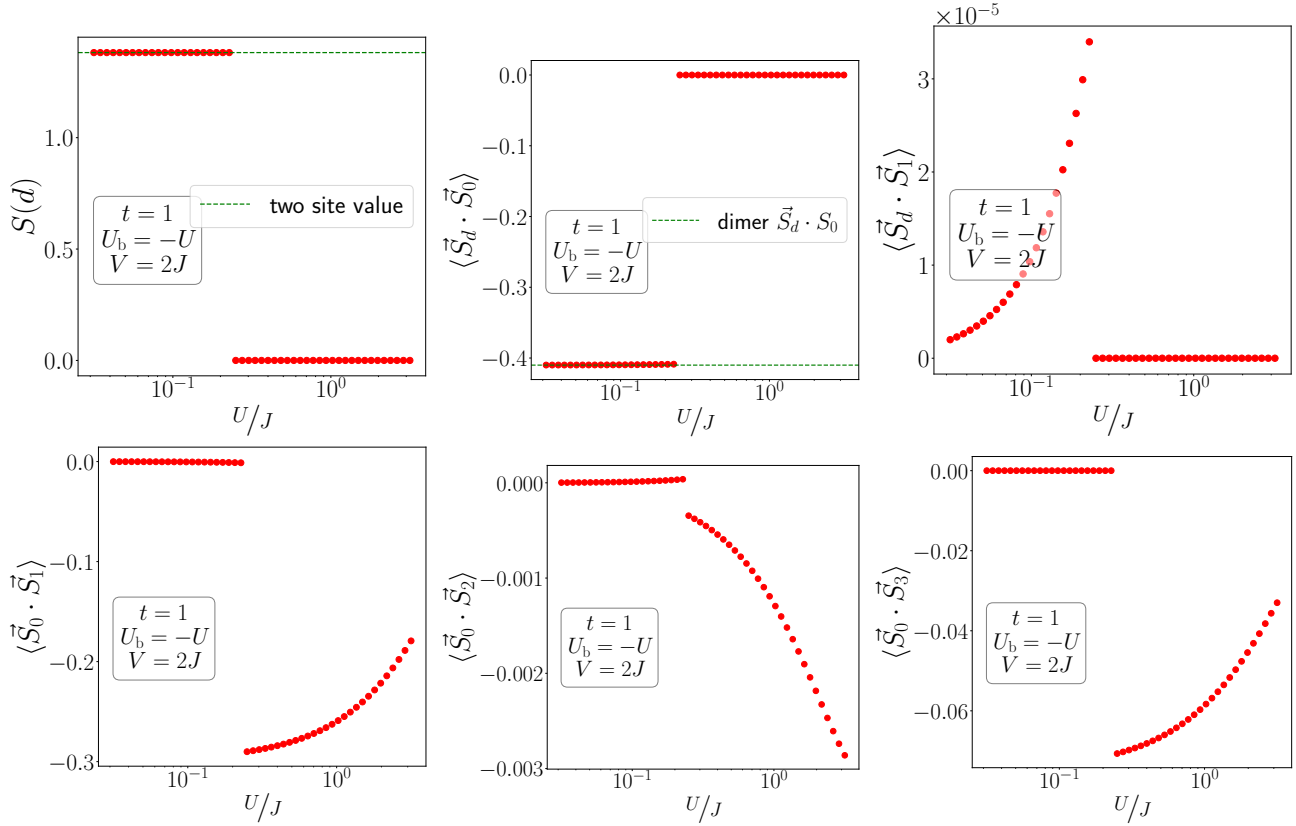 S(d)
1.0
0.5
0.0
10⁻¹
10⁰
U/J
t = 1
U_b = −U
V = 2J
two site value
⟨S⃗_d · S⃗_0⟩
0.0
−0.1
−0.2
−0.3
−0.4
10⁻¹
10⁰
U/J
t = 1
U_b = −U
V = 2J
dimer S⃗_d · S_0
×10⁻⁵
⟨S⃗_d · S⃗_1⟩
3
2
1
0
10⁻¹
10⁰
U/J
t = 1
U_b = −U
V = 2J
⟨S⃗_0 · S⃗_1⟩
0.0
−0.1
−0.2
−0.3
10⁻¹
10⁰
U/J
t = 1
U_b = −U
V = 2J
⟨S⃗_0 · S⃗_2⟩
0.000
−0.001
−0.002
−0.003
10⁻¹
10⁰
U/J
t = 1
U_b = −U
V = 2J
⟨S⃗_0 · S⃗_3⟩
0.00
−0.02
−0.04
−0.06
10⁻¹
10⁰
U/J
t = 1
U_b = −U
V = 2J